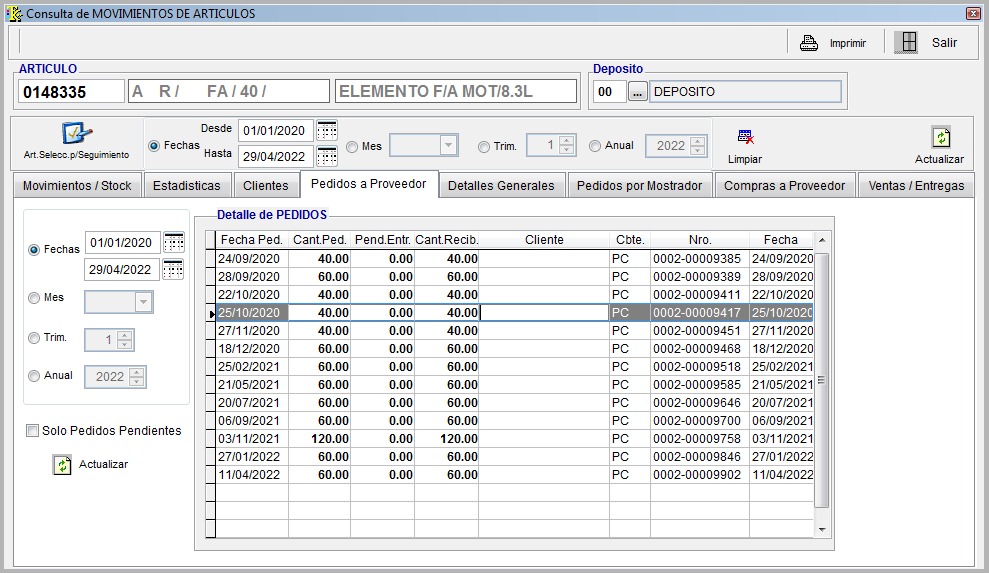 Consulta de MOVIMIENTOS DE ARTICULOS
Imprimir Salir
ARTICULO Deposito
0148335 A R / FA / 40 / ELEMENTO F/A MOT/8.3L 00 ... DEPOSITO
Art.Selecc.p/Seguimiento Fechas Desde 01/01/2020 Mes Trim. 1 Anual 2022 Limpiar Actualizar
Hasta 29/04/2022
Movimientos / Stock Estadisticas Clientes Pedidos a Proveedor Detalles Generales Pedidos por Mostrador Compras a Proveedor Ventas / Entregas
Fechas 01/01/2020
29/04/2022
Mes
Trim. 1
Anual 2022
Solo Pedidos Pendientes
Actualizar
Detalle de PEDIDOS
Fecha Ped. Cant.Ped. Pend.Entr. Cant.Recib. Cliente Cbte. Nro. Fecha
24/09/2020 40.00 0.00 40.00 PC 0002-00009385 24/09/2020
28/09/2020 60.00 0.00 60.00 PC 0002-00009389 28/09/2020
22/10/2020 40.00 0.00 40.00 PC 0002-00009411 22/10/2020
25/10/2020 40.00 0.00 40.00 PC 0002-00009417 25/10/2020
27/11/2020 40.00 0.00 40.00 PC 0002-00009451 27/11/2020
18/12/2020 60.00 0.00 60.00 PC 0002-00009468 18/12/2020
25/02/2021 60.00 0.00 60.00 PC 0002-00009518 25/02/2021
21/05/2021 60.00 0.00 60.00 PC 0002-00009585 21/05/2021
20/07/2021 60.00 0.00 60.00 PC 0002-00009646 20/07/2021
06/09/2021 60.00 0.00 60.00 PC 0002-00009700 06/09/2021
03/11/2021 120.00 0.00 120.00 PC 0002-00009758 03/11/2021
27/01/2022 60.00 0.00 60.00 PC 0002-00009846 27/01/2022
11/04/2022 60.00 0.00 60.00 PC 0002-00009902 11/04/2022